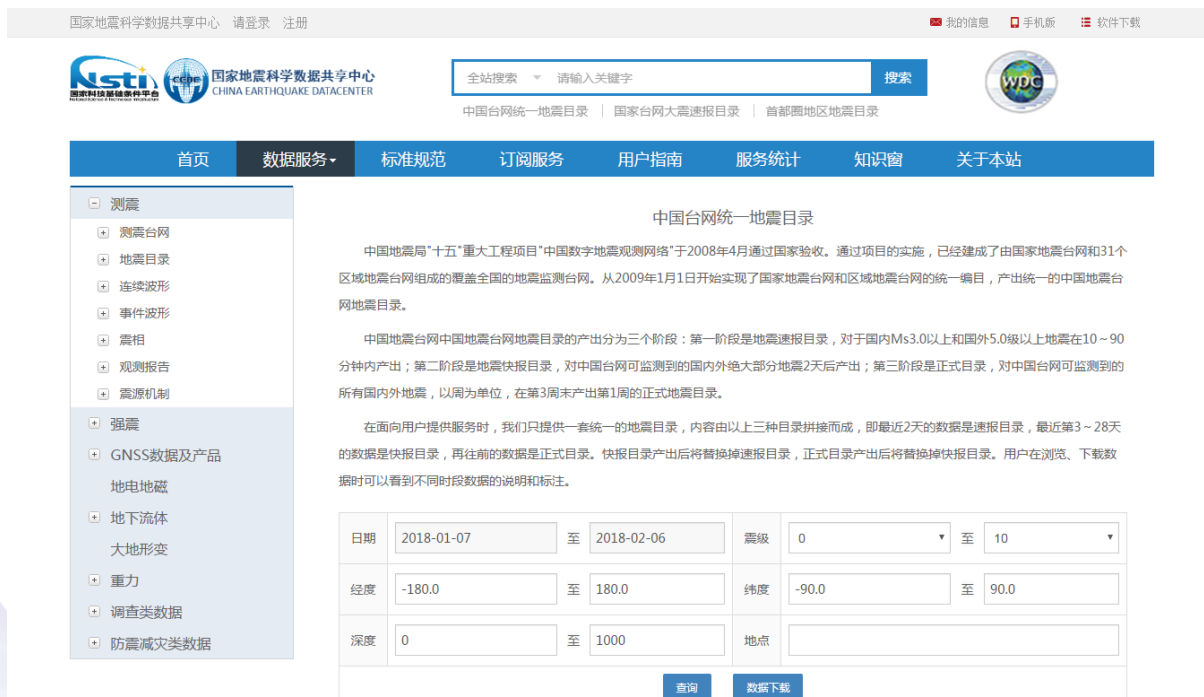 国家地震科学数据共享中心 请登录 注册
我的信息 手机版 软件下载
Nsti
国家科技基础条件平台
CEDC
国家地震科学数据共享中心
CHINA EARTHQUAKE DATACENTER
全站搜索 请输入关键字 搜索
中国台网统一地震目录 | 国家台网大震速报目录 | 首都圈地区地震目录
WDC
首页 数据服务 标准规范 订阅服务 用户指南 服务统计 知识窗 关于本站
测震
测震台网
地震目录
连续波形
事件波形
震相
观测报告
震源机制
强震
GNSS数据及产品
地电地磁
地下流体
大地形变
重力
调查类数据
防震减灾类数据
中国台网统一地震目录
中国地震局"十五"重大工程项目"中国数字地震观测网络"于2008年4月通过国家验收。通过项目的实施，已经建成了由国家地震台网和31个
区域地震台网组成的覆盖全国的地震监测台网。从2009年1月1日开始实现了国家地震台网和区域地震台网的统一编目，产出统一的中国地震台
网地震目录。
中国地震台网中国地震台网地震目录的产出分为三个阶段：第一阶段是地震速报目录，对于国内Ms3.0以上和国外5.0级以上地震在10～90
分钟内产出；第二阶段是地震快报目录，对中国台网可监测到的国内外绝大部分地震2天后产出；第三阶段是正式目录，对中国台网可监测到的
所有国内外地震，以周为单位，在第3周末产出第1周的正式地震目录。
在面向用户提供服务时，我们只提供一套统一的地震目录，内容由以上三种目录拼接而成，即最近2天的数据是速报目录，最近第3～28天
的数据是快报目录，再往前的数据是正式目录。快报目录产出后将替换掉速报目录，正式目录产出后将替换掉快报目录。用户在浏览、下载数
据时可以看到不同时段数据的说明和标注。
日期 2018-01-07 至 2018-02-06 震级 0 至 10
经度 -180.0 至 180.0 纬度 -90.0 至 90.0
深度 0 至 1000 地点
查询 数据下载